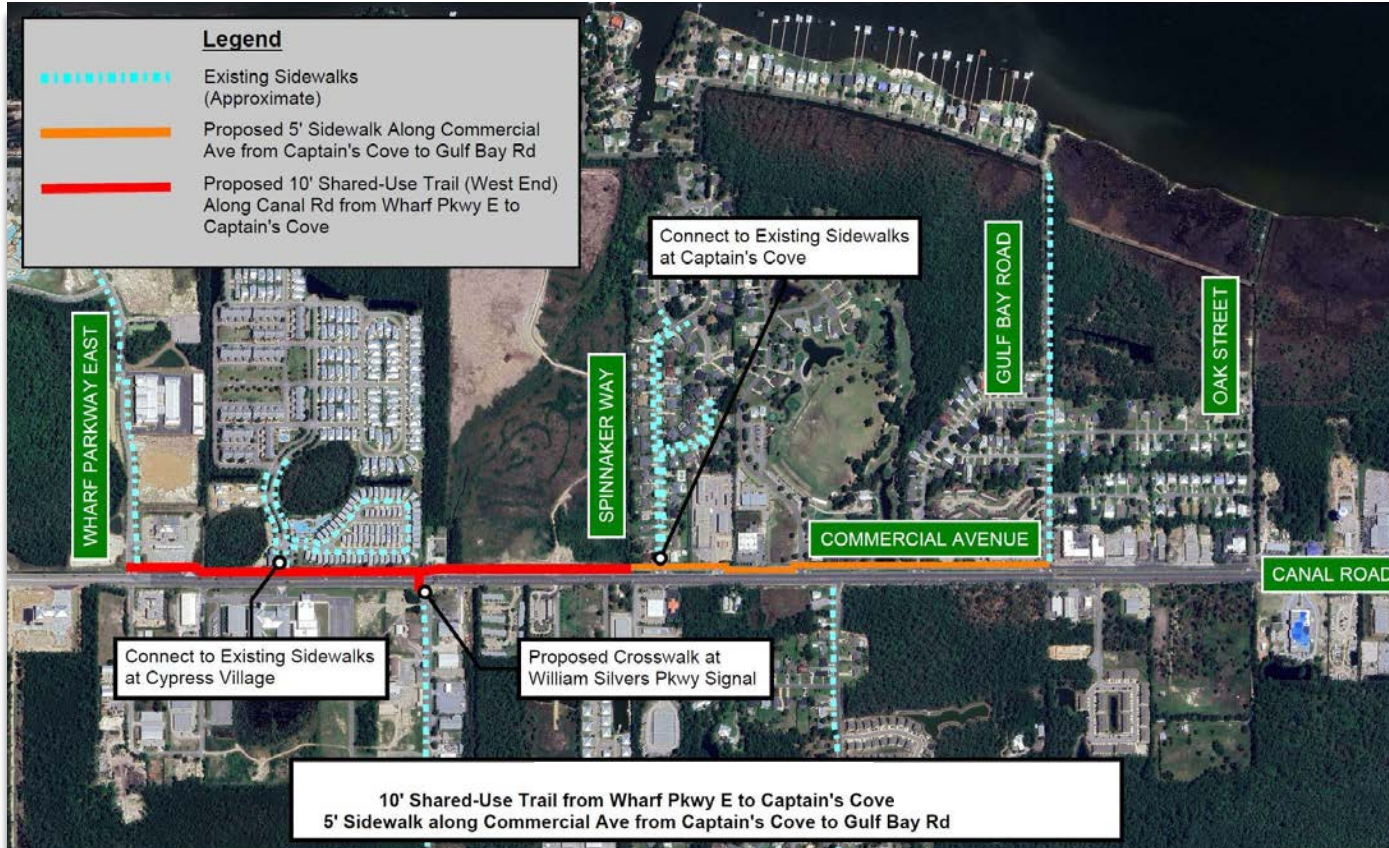 Legend
Existing Sidewalks
(Approximate)
Proposed 5' Sidewalk Along Commercial
Ave from Captain's Cove to Gulf Bay Rd
Proposed 10' Shared-Use Trail (West End)
Along Canal Rd from Wharf Pkwy E to
Captain's Cove
Connect to Existing Sidewalks
at Captain's Cove
WHARF PARKWAY EAST
SPINNAKER WAY
GULF BAY ROAD
OAK STREET
COMMERCIAL AVENUE
CANAL ROAD
Connect to Existing Sidewalks
at Cypress Village
Proposed Crosswalk at
William Silvers Pkwy Signal
10' Shared-Use Trail from Wharf Pkwy E to Captain's Cove
5' Sidewalk along Commercial Ave from Captain's Cove to Gulf Bay Rd